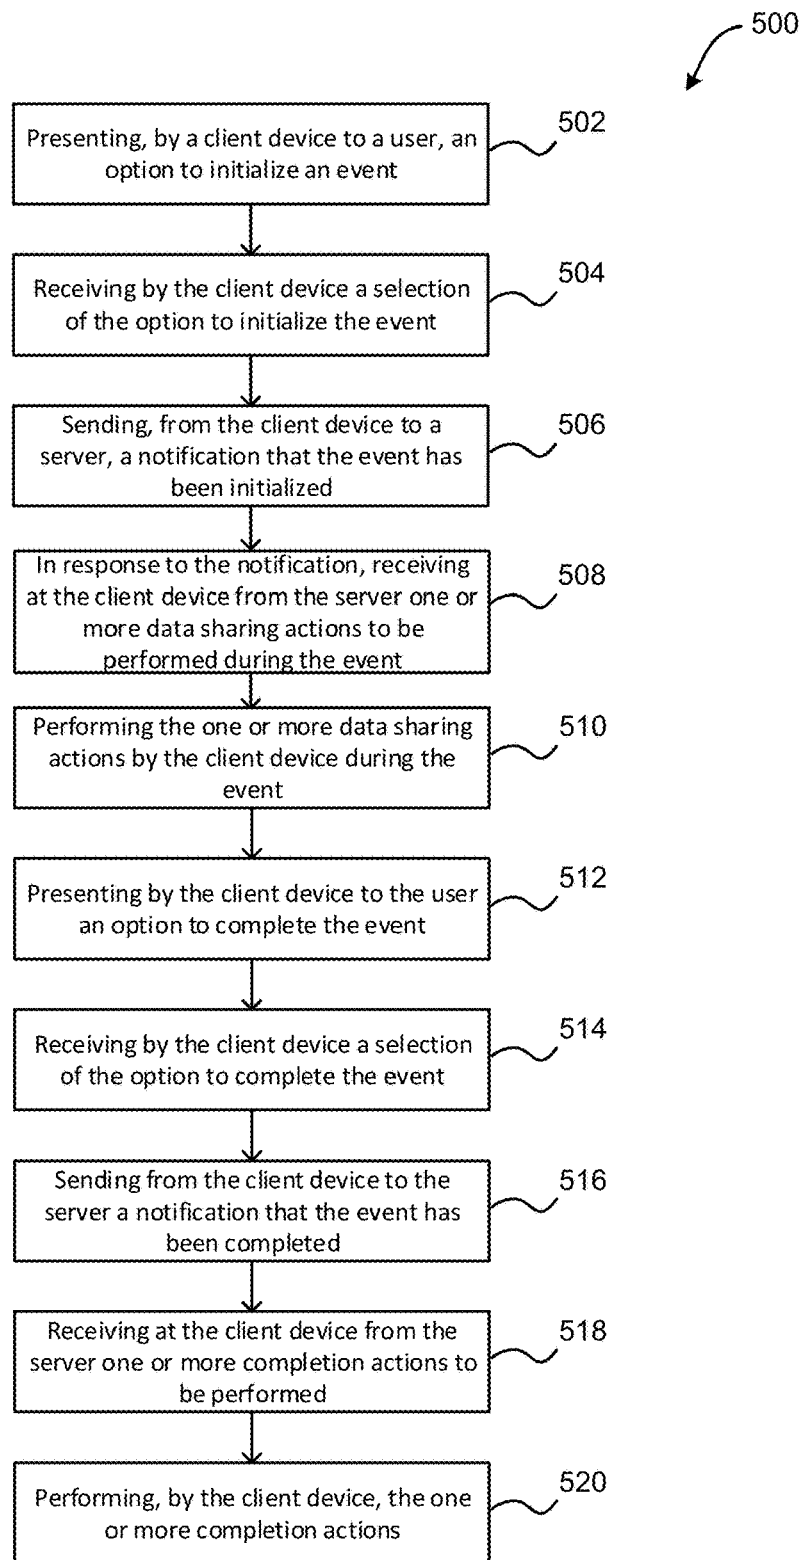 500
Presenting, by a client device to a user, an
option to initialize an event
502
Receiving by the client device a selection
of the option to initialize the event
504
Sending, from the client device to a
server, a notification that the event has
been initialized
506
In response to the notification, receiving
at the client device from the server one or
more data sharing actions to be
performed during the event
508
Performing the one or more data sharing
actions by the client device during the
event
510
Presenting by the client device to the user
an option to complete the event
512
Receiving by the client device a selection
of the option to complete the event
514
Sending from the client device to the
server a notification that the event has
been completed
516
Receiving at the client device from the
server one or more completion actions to
be performed
518
Performing, by the client device, the one
or more completion actions
520